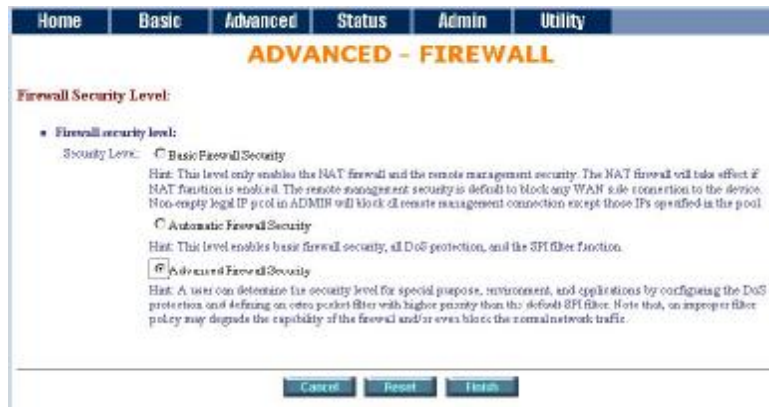 Home Basic Advanced Status Admin Utility
ADVANCED - FIREWALL
Firewall Security Level:
Firewall security level:
Security Level: Basic Firewall Security
Hint: This level only enables the NAT firewall and the remote management security. The NAT firewall will take effect if
NAT function is enabled. The remote management security is default to block any WAN side connection to the device.
Non-empty legal IP pool in ADMIN will block all remote management connection except those IPs specified in the pool.
Automatic Firewall Security
Hint: This level enables basic firewall security, all DoS protection, and the SPI filter function.
Advanced Firewall Security
Hint: A user can determine the security level for special purpose, environment, and applications by configuring the DoS
protection and defining an extra packet filter with higher priority than the default SPI filter. Note that, an improper filter
policy may degrade the capability of the firewall and/or even block the normal network traffic.
Cancel Reset Finish